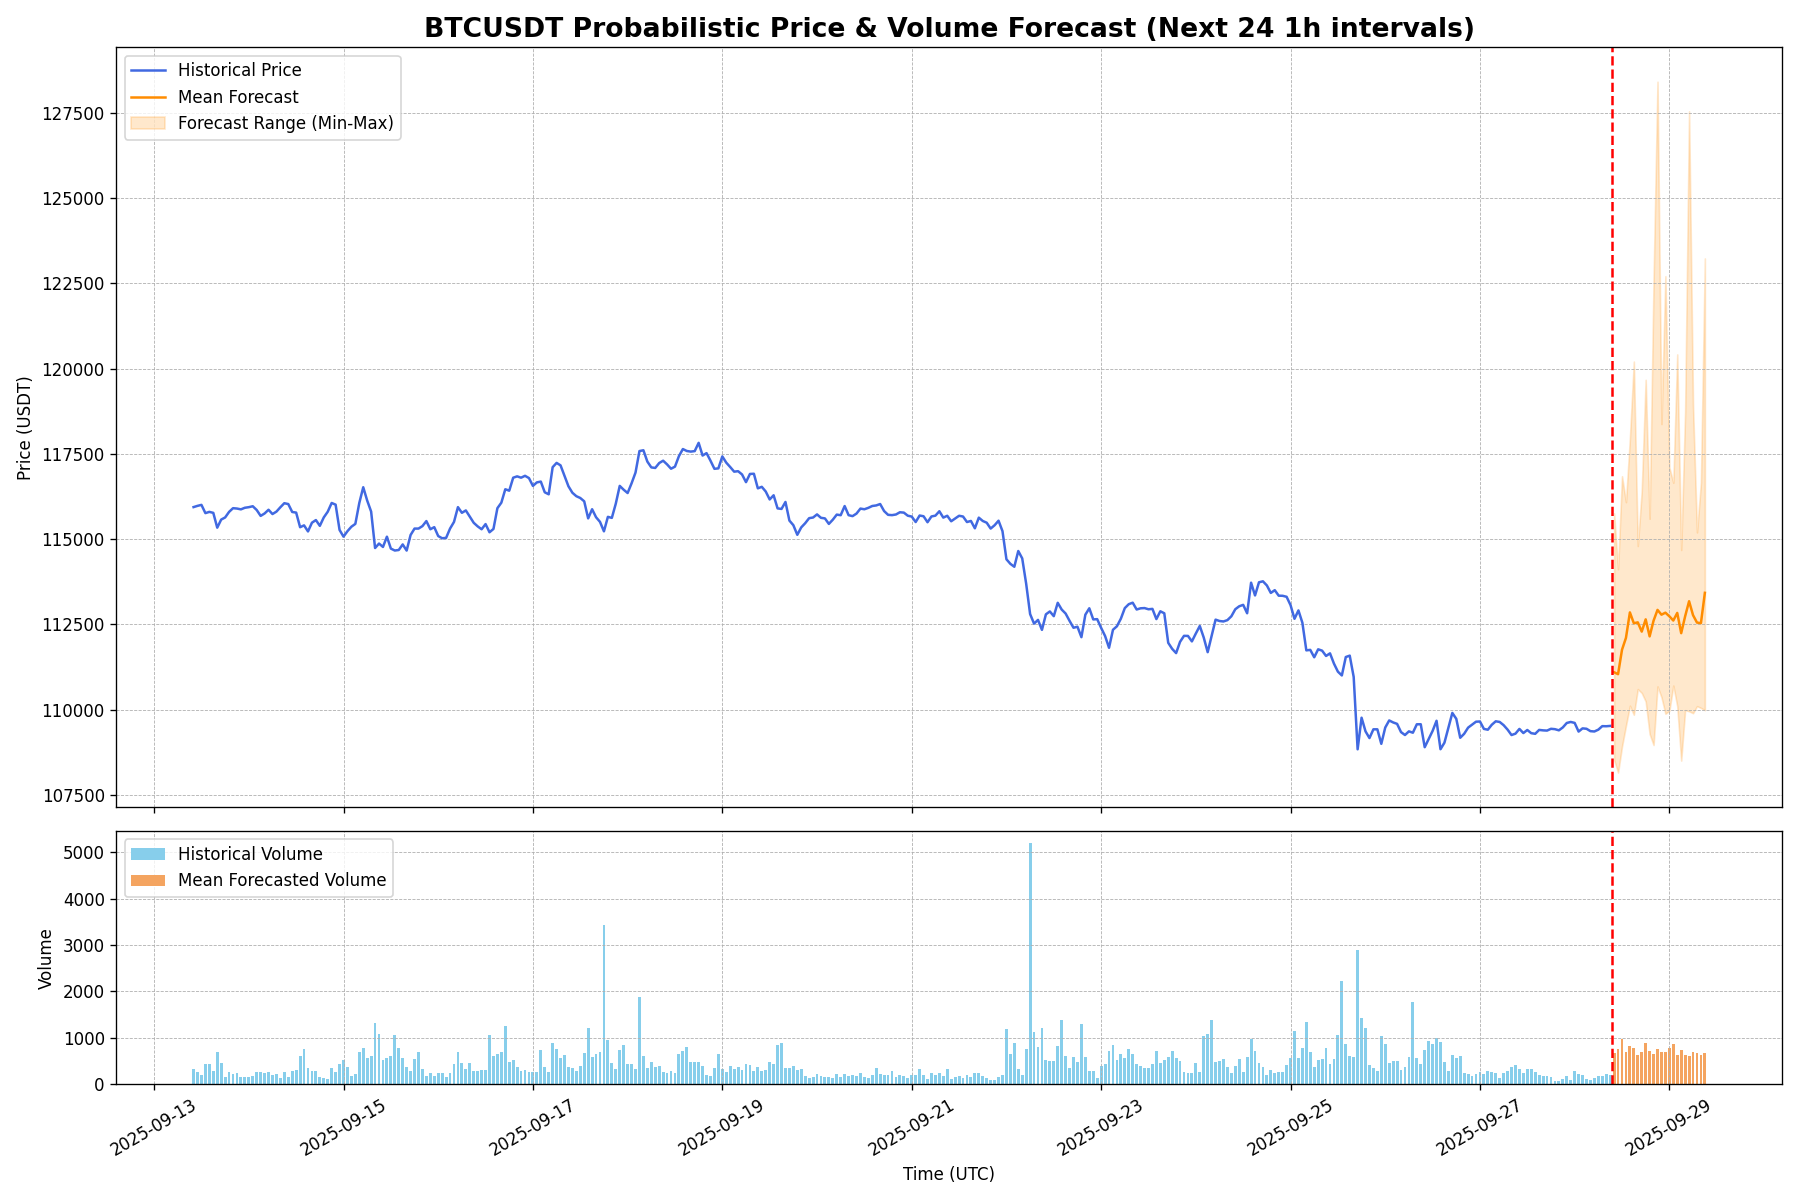 BTCUSDT Probabilistic Price & Volume Forecast (Next 24 1h intervals)
Historical Price
Mean Forecast
Forecast Range (Min-Max)
127500
125000
122500
120000
117500
115000
112500
110000
107500
Price (USDT)
Historical Volume
Mean Forecasted Volume
5000
4000
3000
2000
1000
0
Volume
2025-09-13
2025-09-15
2025-09-17
2025-09-19
2025-09-21
2025-09-23
2025-09-25
2025-09-27
2025-09-29
Time (UTC)